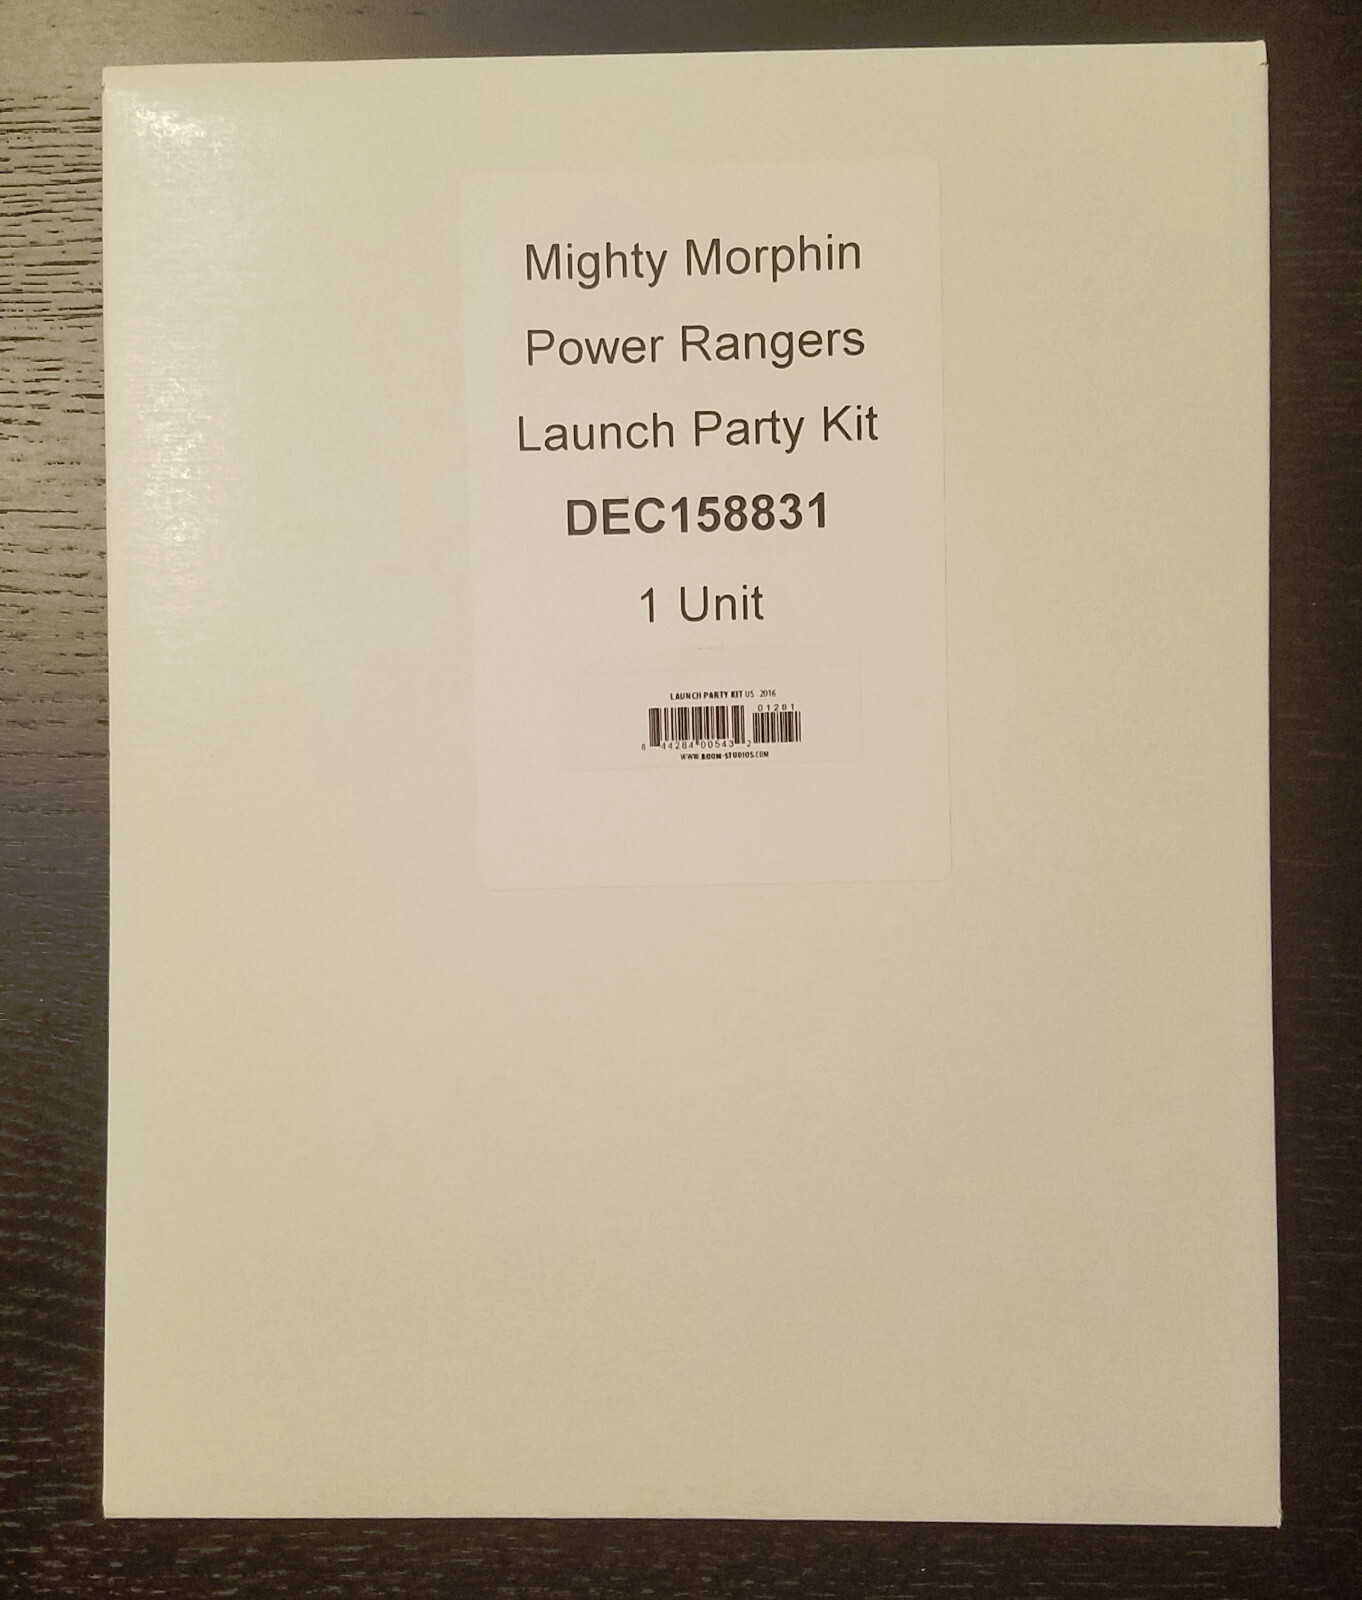 Mighty Morphin
Power Rangers
Launch Party Kit
DEC158831
1 Unit
LAUNCH PARTY KIT US 2016
01281
8 44284 00543 2
WWW.BOOM-STUDIOS.COM